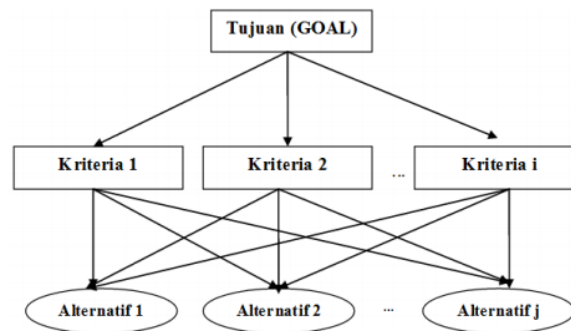 Tujuan (GOAL)
Kriteria 1
Kriteria 2
...
Kriteria i
Alternatif 1
Alternatif 2
...
Alternatif j